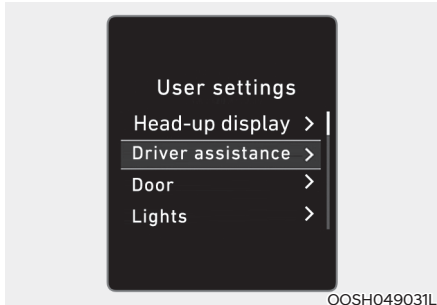 User settings
Head-up display >
Driver assistance >
Door >
Lights >
OOSH049031L